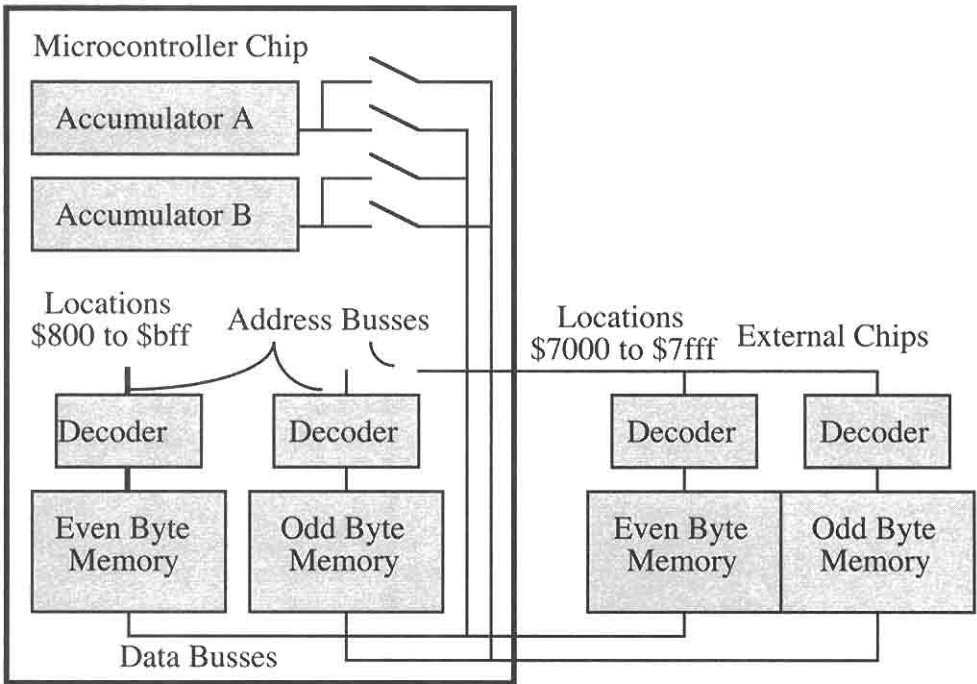 Microcontroller Chip
Accumulator A
Accumulator B
Locations
$800 to $bff
Address Busses
Locations
$7000 to $7fff
External Chips
Decoder
Decoder
Decoder
Decoder
Even Byte
Memory
Odd Byte
Memory
Even Byte
Memory
Odd Byte
Memory
Data Busses